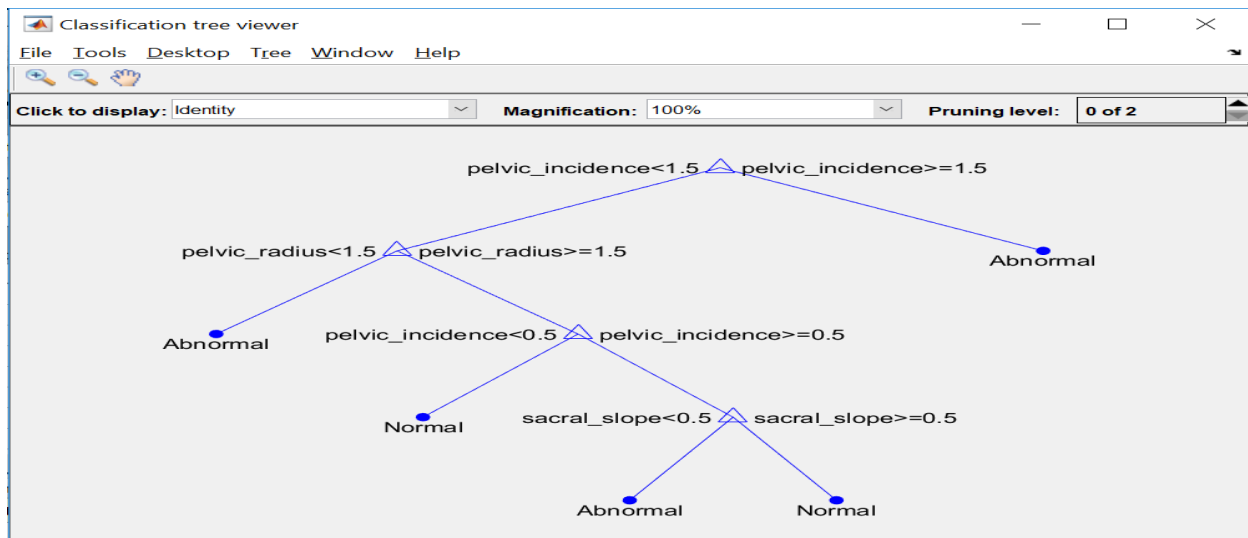 Classification tree viewer
File Tools Desktop Tree Window Help
Click to display: Identity Magnification: 100% Pruning level: 0 of 2
pelvic_incidence<1.5 pelvic_incidence>=1.5
pelvic_radius<1.5 pelvic_radius>=1.5
Abnormal
pelvic_incidence<0.5 pelvic_incidence>=0.5
Abnormal
sacral_slope<0.5 sacral_slope>=0.5
Normal
Abnormal Normal